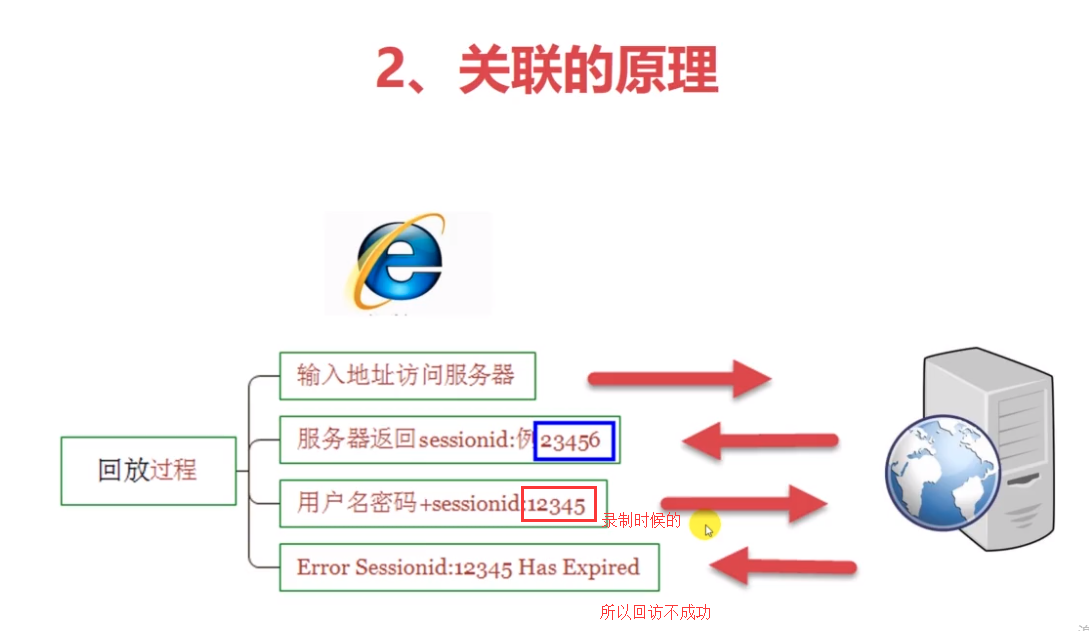 2、关联的原理
输入地址访问服务器
服务器返回sessionid:例23456
回放过程
用户名密码+sessionid:12345
录制时候的
Error Sessionid:12345 Has Expired
所以回访不成功